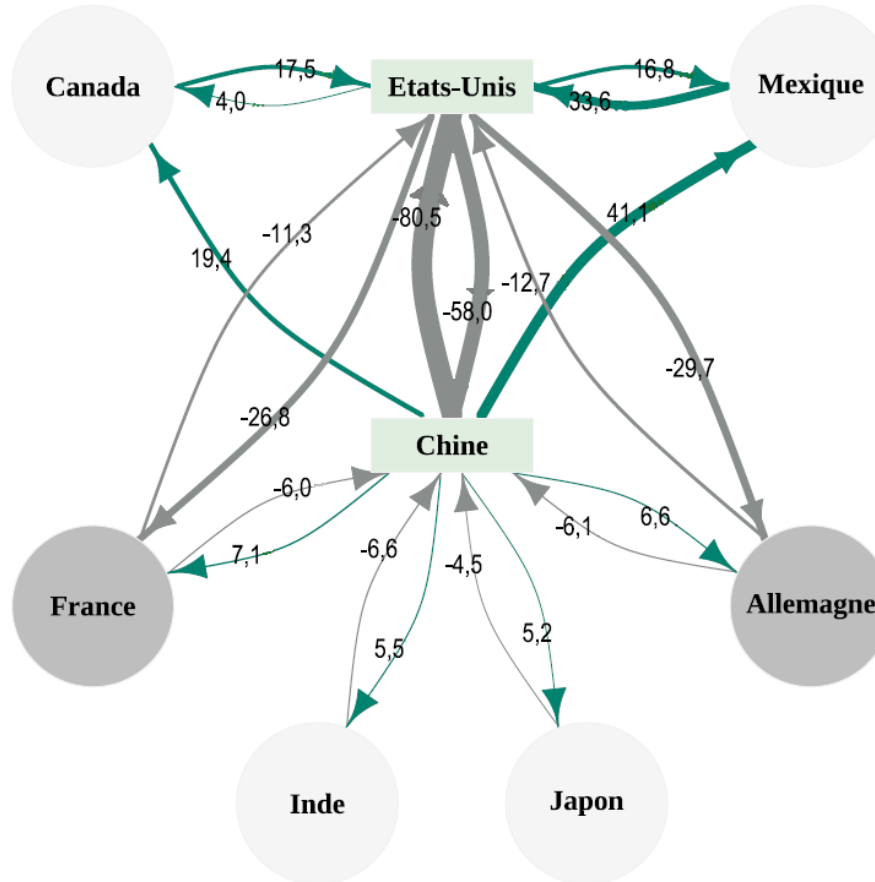 Canada
17,5
4,0
Etats-Unis
16,8
33,6
Mexique
-11,3
19,4
-80,5
-58,0
-12,7
41,1
-26,8
-29,7
Chine
-6,0
7,1
-6,6
-4,5
-6,1
6,6
France
Allemagne
5,5
5,2
Inde
Japon